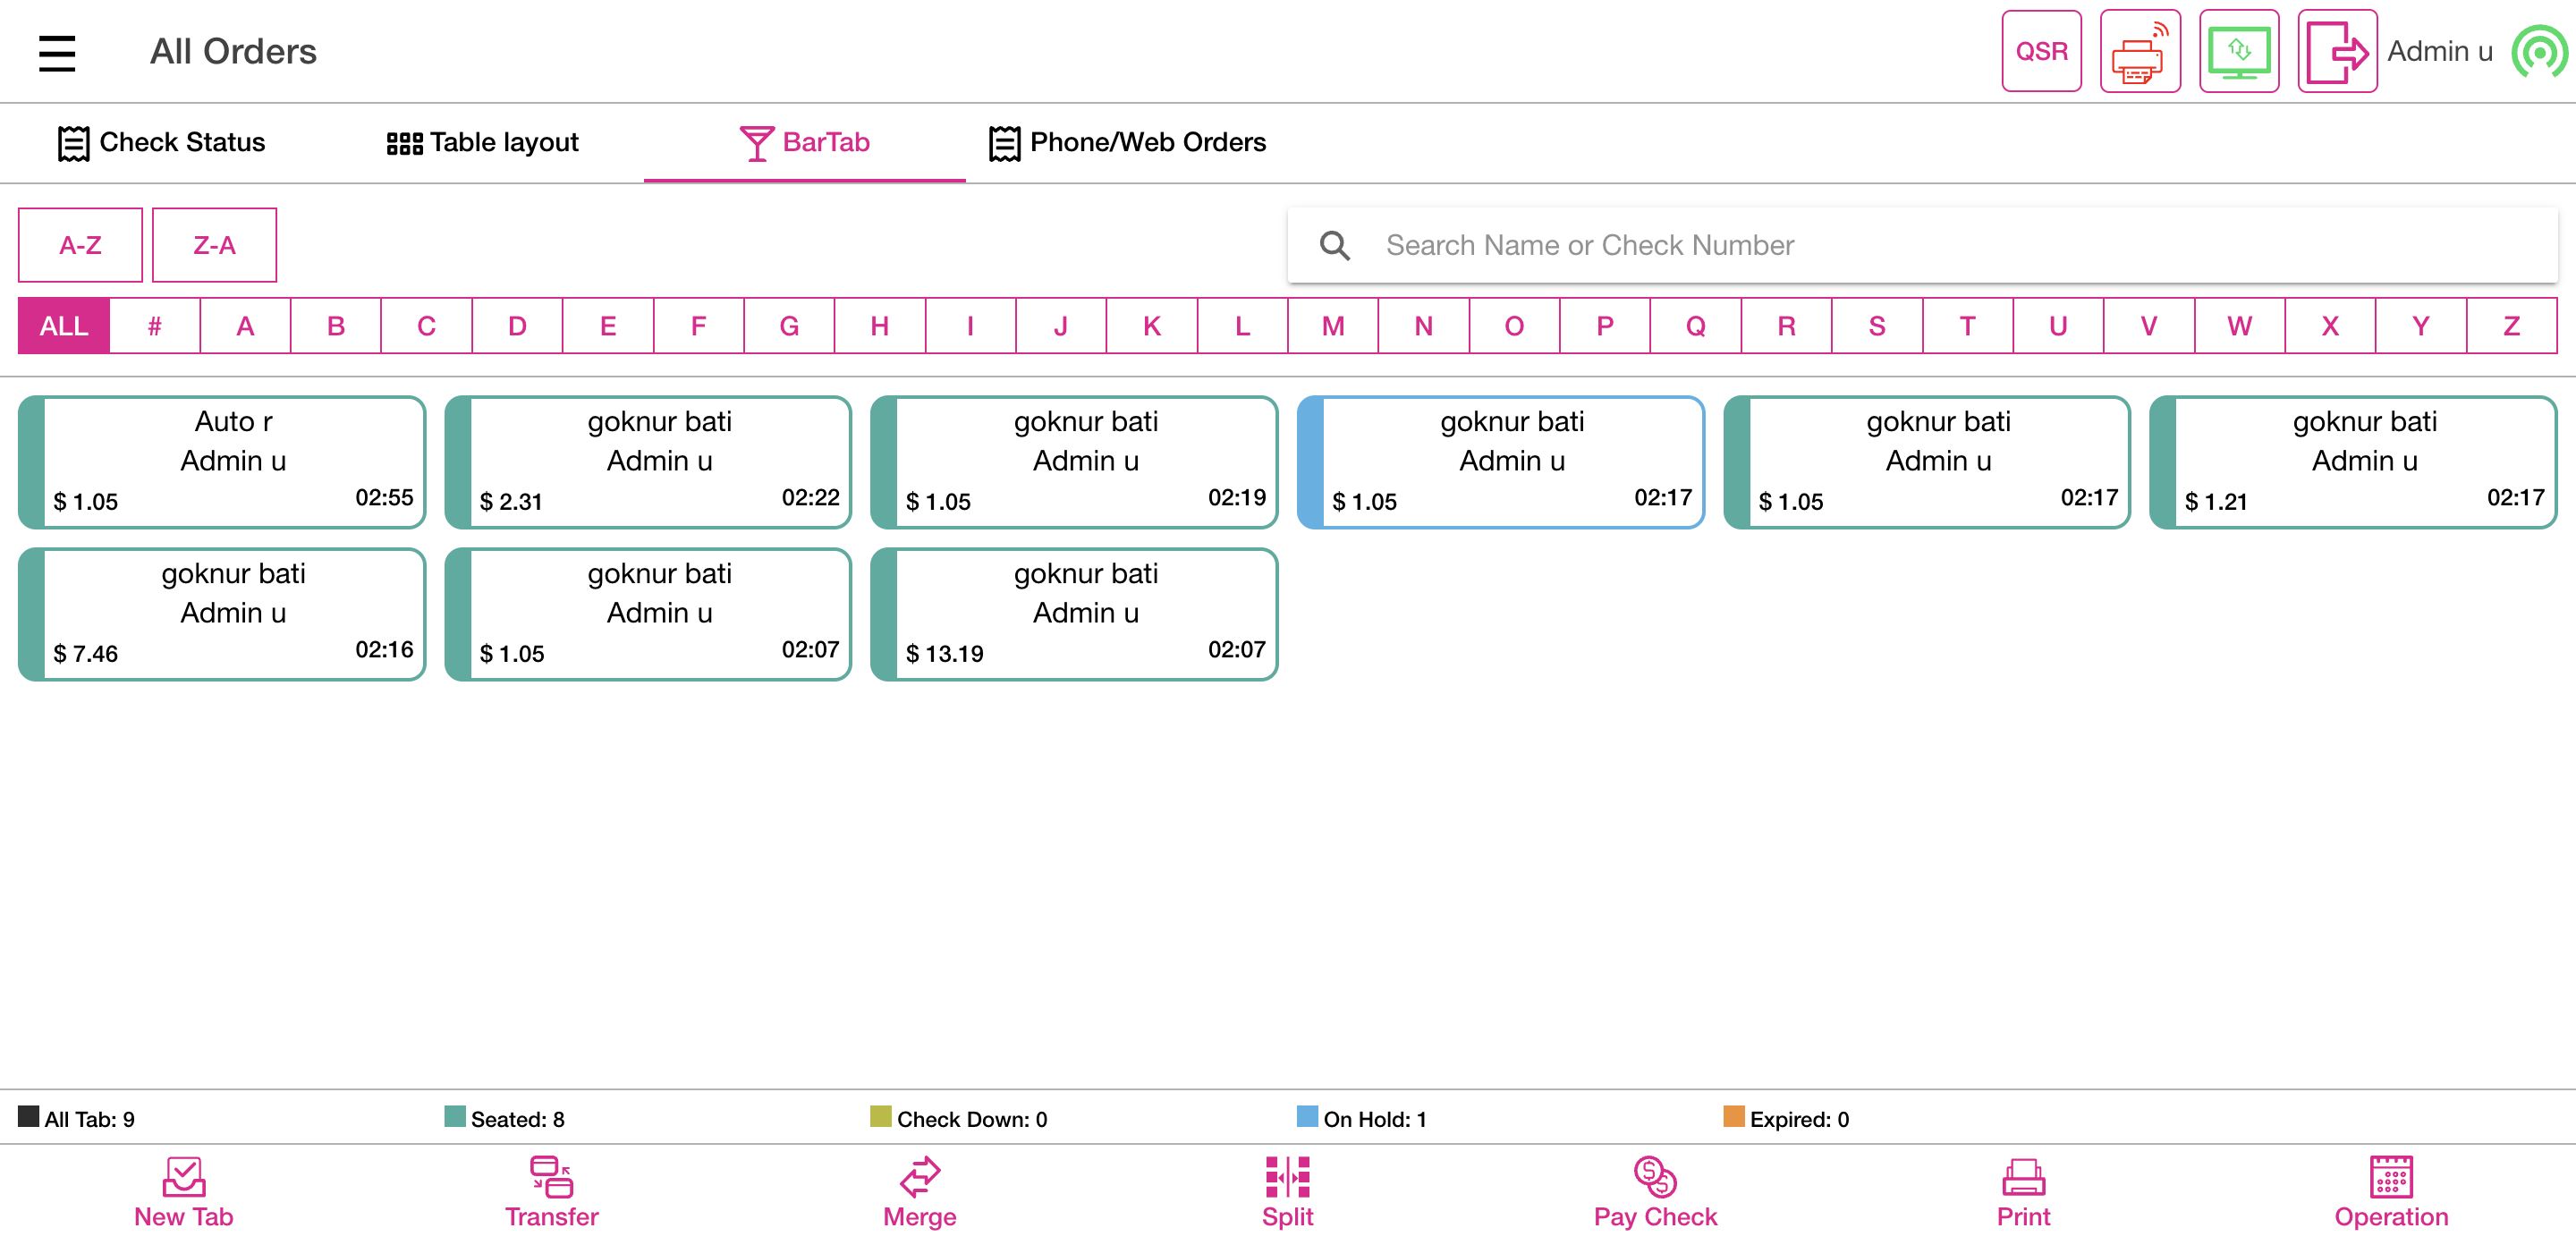 All Orders
QSR
Admin u
Check Status
Table layout
BarTab
Phone/Web Orders
A-Z
Z-A
Search Name or Check Number
ALL # A B C D E F G H I J K L M N O P Q R S T U V W X Y Z
Auto r
Admin u
$ 1.05
02:55
goknur bati
Admin u
$ 2.31
02:22
goknur bati
Admin u
$ 1.05
02:19
goknur bati
Admin u
$ 1.05
02:17
goknur bati
Admin u
$ 1.05
02:17
goknur bati
Admin u
$ 1.21
02:17
goknur bati
Admin u
$ 7.46
02:16
goknur bati
Admin u
$ 1.05
02:07
goknur bati
Admin u
$ 13.19
02:07
All Tab: 9
Seated: 8
Check Down: 0
On Hold: 1
Expired: 0
New Tab
Transfer
Merge
Split
Pay Check
Print
Operation